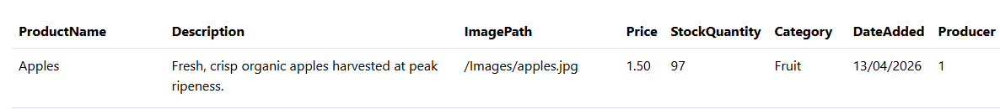 ProductName Description ImagePath Price StockQuantity Category DateAdded Producer
Apples Fresh, crisp organic apples harvested at peak /Images/apples.jpg 1.50 97 Fruit 13/04/2026 1
ripeness.